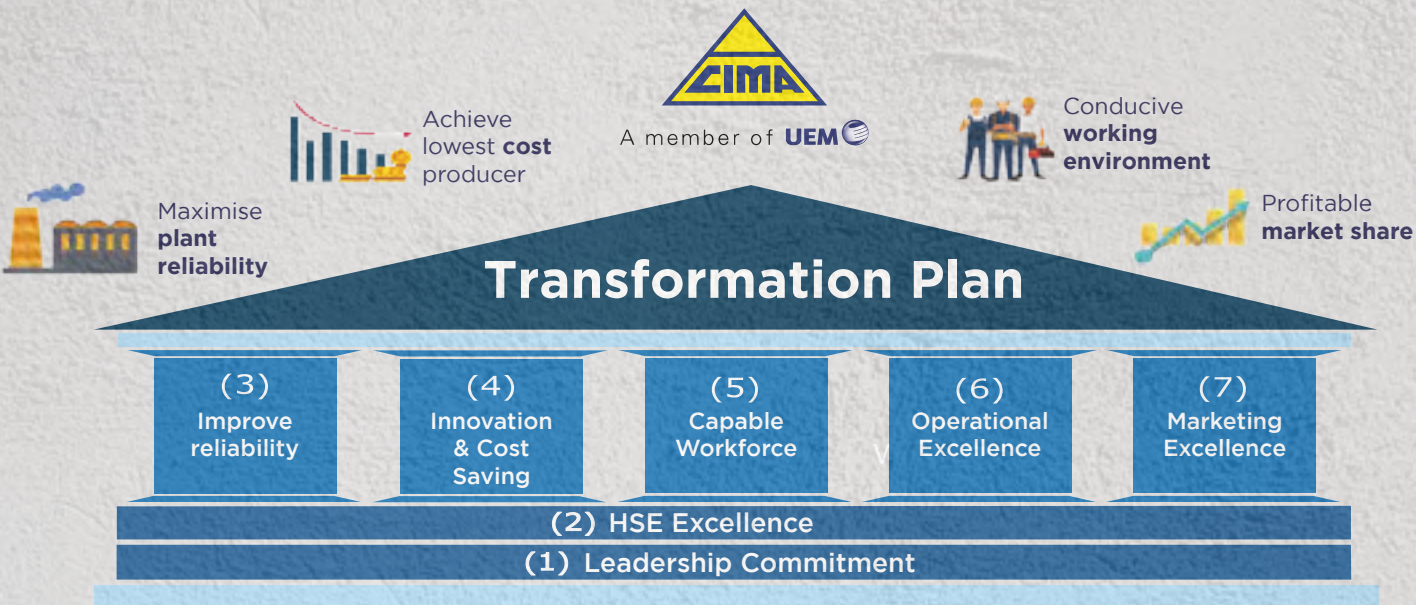 CIMA
A member of UEM
Achieve
lowest cost
producer
Conducive
working
environment
Maximise
plant
reliability
Profitable
market share
Transformation Plan
(3)
Improve
reliability
(4)
Innovation
& Cost
Saving
(5)
Capable
Workforce
(6)
Operational
Excellence
(7)
Marketing
Excellence
(2) HSE Excellence
(1) Leadership Commitment